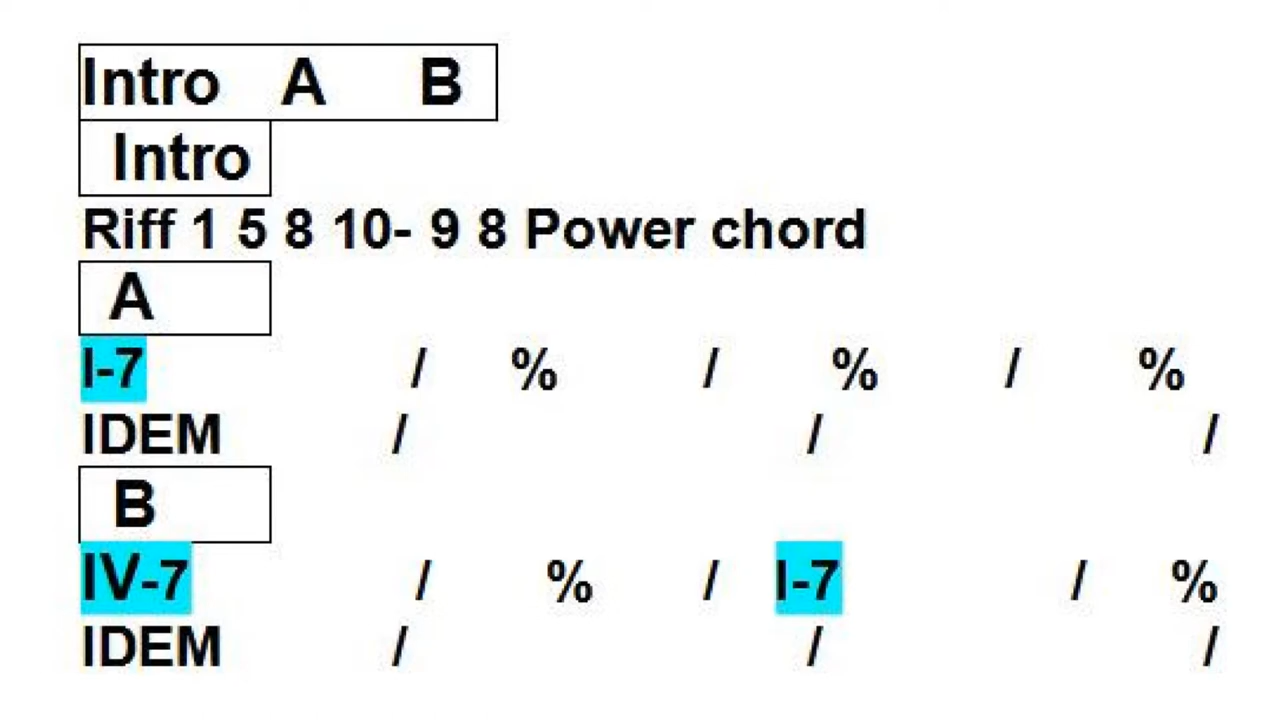 Intro A B
Intro
Riff 1 5 8 10- 9 8 Power chord
A
I-7 / % / % / %
IDEM / / /
B
IV-7 / % / I-7 / %
IDEM / / /